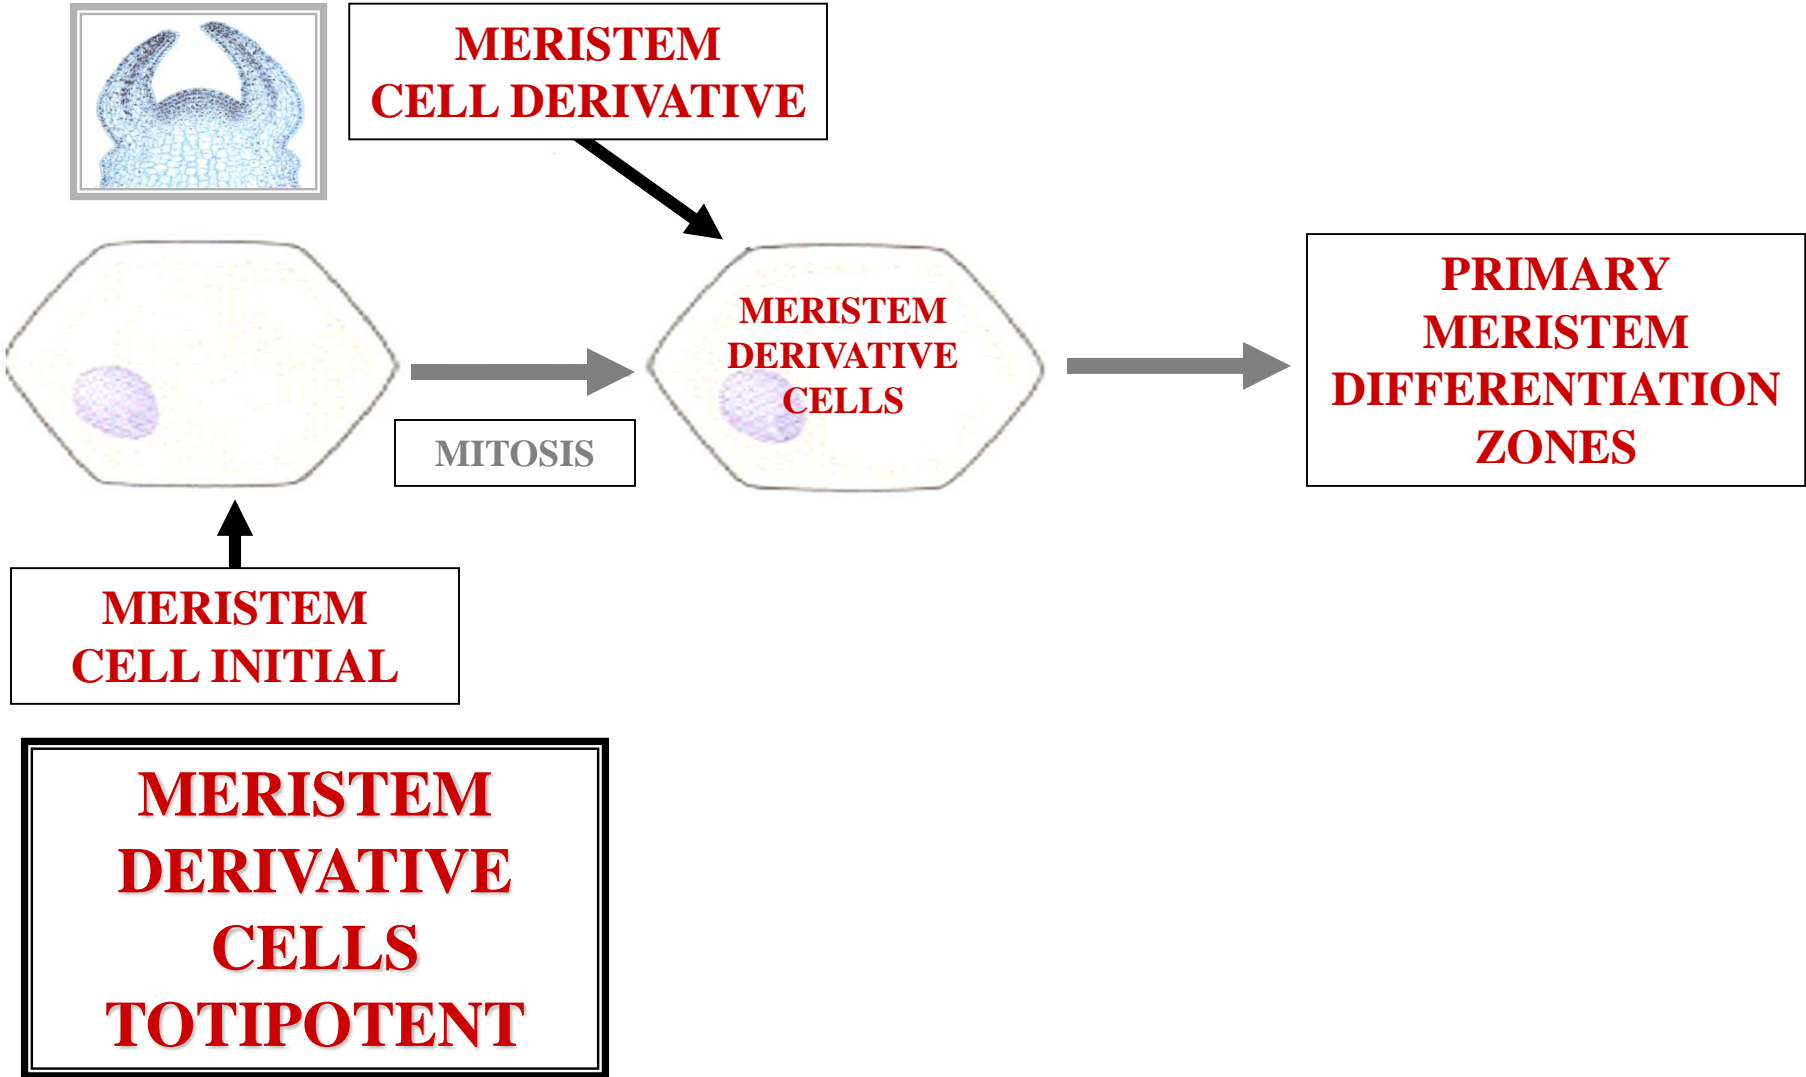 MERISTEM
CELL DERIVATIVE
MERISTEM
DERIVATIVE
CELLS
PRIMARY
MERISTEM
DIFFERENTIATION
ZONES
MITOSIS
MERISTEM
CELL INITIAL
MERISTEM
DERIVATIVE
CELLS
TOTIPOTENT